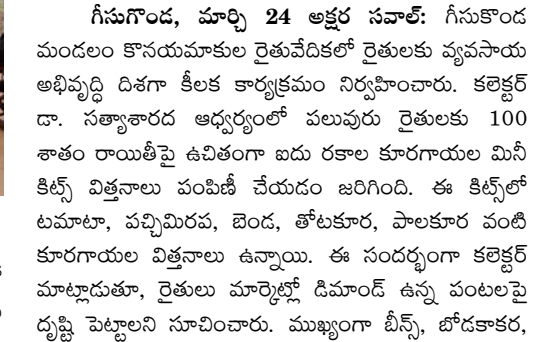 గీసుగొండ, మార్చి 24 అక్షర సవాల్: గీసుకొండ
మండలం కొనయమాకుల రైతువేదికలో రైతులకు వ్యవసాయ
అభివృద్ధి దిశగా కీలక కార్యక్రమం నిర్వహించారు. కలెక్టర్
డా. సత్యాశారద ఆధ్వర్యంలో పలువురు రైతులకు 100
శాతం రాయితీపై ఉచితంగా ఐదు రకాల కూరగాయల మినీ
కిట్స్ విత్తనాలు పంపిణీ చేయడం జరిగింది. ఈ కిట్స్‌లో
టమాటా, పచ్చిమిరప, బెండ, తోటకూర, పాలకూర వంటి
కూరగాయల విత్తనాలు ఉన్నాయి. ఈ సందర్భంగా కలెక్టర్
మాట్లాడుతూ, రైతులు మార్కెట్లో డిమాండ్ ఉన్న పంటలపై
దృష్టి పెట్టాలని సూచించారు. ముఖ్యంగా బీన్స్, బోడకాకర,